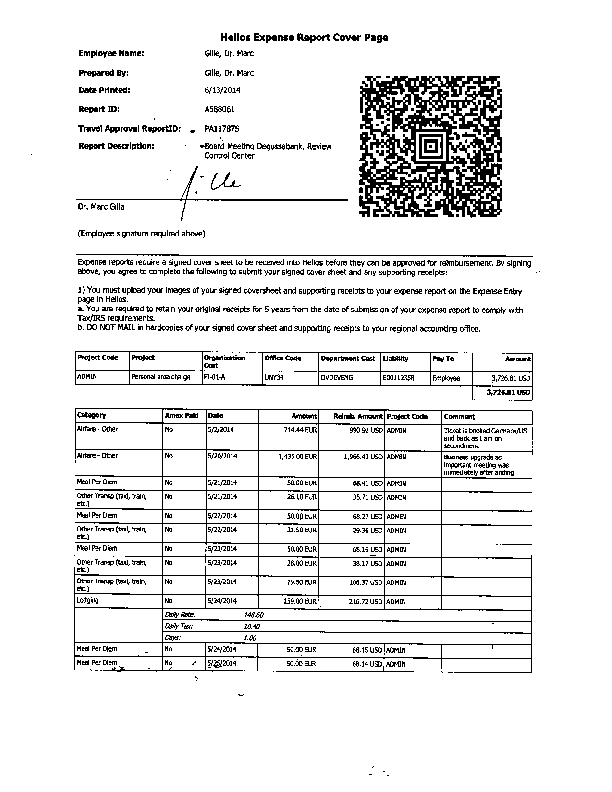 Helios Expense Report Cover Page
Employee Name: Gille, Dr. Marc
Prepared By: Gille, Dr. Marc
Date Printed: 6/13/2014
Report ID:
Travel Approval ReportID: PA117875
Report Description: Board Meeting Degussabank, Review
Control Center
Dr. Marc Gille
(Employee signature required above)
Expense reports require a signed cover sheet to be received into Helios before they can be approved for reimbursement. By signing
above, you agree to complete the following to submit your signed cover sheet and any supporting receipts:
1) You must upload your images of your signed coversheet and supporting receipts to your expense report on the Expense Entry
page in Helios.
a. You are required to retain your original receipts for 5 years from the date of submission of your expense report to comply with
Tax/IRS requirements.
b. DO NOT MAIL in hardcopies of your signed cover sheet and supporting receipts to your regional accounting office.
Project Code Project Organization Cost Office Code Department Cost Liability Pay To Amount
ADMIN Personal area charge Employee 3,726.81 USD
3,726.81 USD
Category Amex Paid Date Amount Reimb Amount Project Code Comment
Airfare - Other No 5/2/2014 714.44 EUR 990.92 USD ADMIN Ticket is booked Germany/US
and back as I am on
secondment.
Airfare - Other No 5/20/2014 1,435.00 EUR 1,966.43 USD ADMIN Business upgrade as
important meeting was
immediately after landing
Meal Per Diem No 5/21/2014 50.00 EUR 68.41 USD ADMIN
Other Transp (taxi, train, etc.) No 5/21/2014 26.10 EUR 35.71 USD ADMIN
Meal Per Diem No 5/22/2014 50.00 EUR 68.27 USD ADMIN
Other Transp (taxi, train, etc.) No 5/22/2014 21.50 EUR 29.36 USD ADMIN
Meal Per Diem No 5/23/2014 50.00 EUR USD ADMIN
Other Transp (taxi, train, etc.) No 5/23/2014 28.00 EUR 38.17 USD ADMIN
Other Transp (taxi, train, etc.) No 5/23/2014 EUR USD ADMIN
Lodging No 5/24/2014 159.00 EUR 216.72 USD ADMIN
Daily Rate: 148.60
Daily Tax: 10.40
Days: 1.00
Meal Per Diem No 5/24/2014 50.00 EUR 68.15 USD ADMIN
Meal Per Diem No 5/25/2014 50.00 EUR 68.14 USD ADMIN